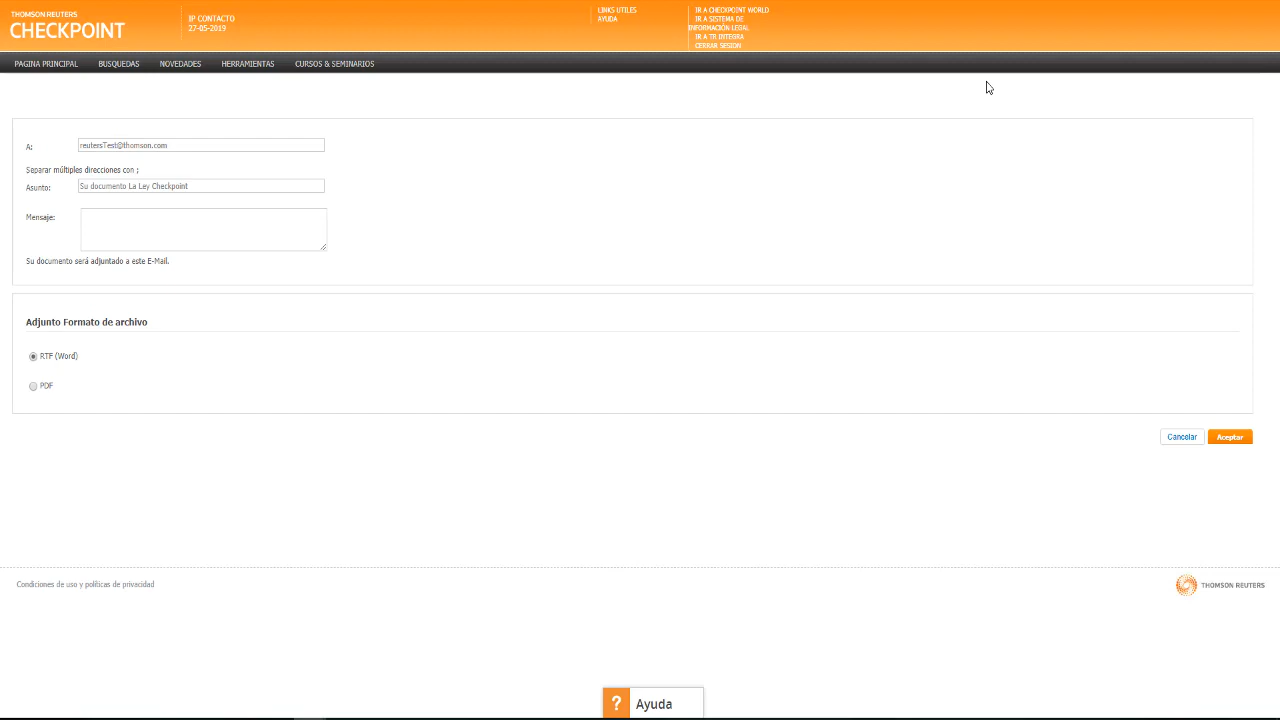 THOMSON REUTERS
CHECKPOINT
JP CONTACTO
27-05-2019
LINKS UTILES
AYUDA
IR A CHECKPOINT WORLD
IR A SISTEMA DE
INFORMACIÓN LEGAL
IR A TR INTEGRA
CERRAR SESION
PAGINA PRINCIPAL
BUSQUEDAS
NOVEDADES
HERRAMIENTAS
CURSOS & SEMINARIOS
A:
reutersTest@thomson.com
Separar múltiples direcciones con ;
Asunto:
Su documento La Ley Checkpoint
Mensaje:
Su documento será adjuntado a este E-Mail.
Adjunto Formato de archivo
RTF (Word)
PDF
Cancelar
Aceptar
Condiciones de uso y políticas de privacidad
THOMSON REUTERS
? Ayuda